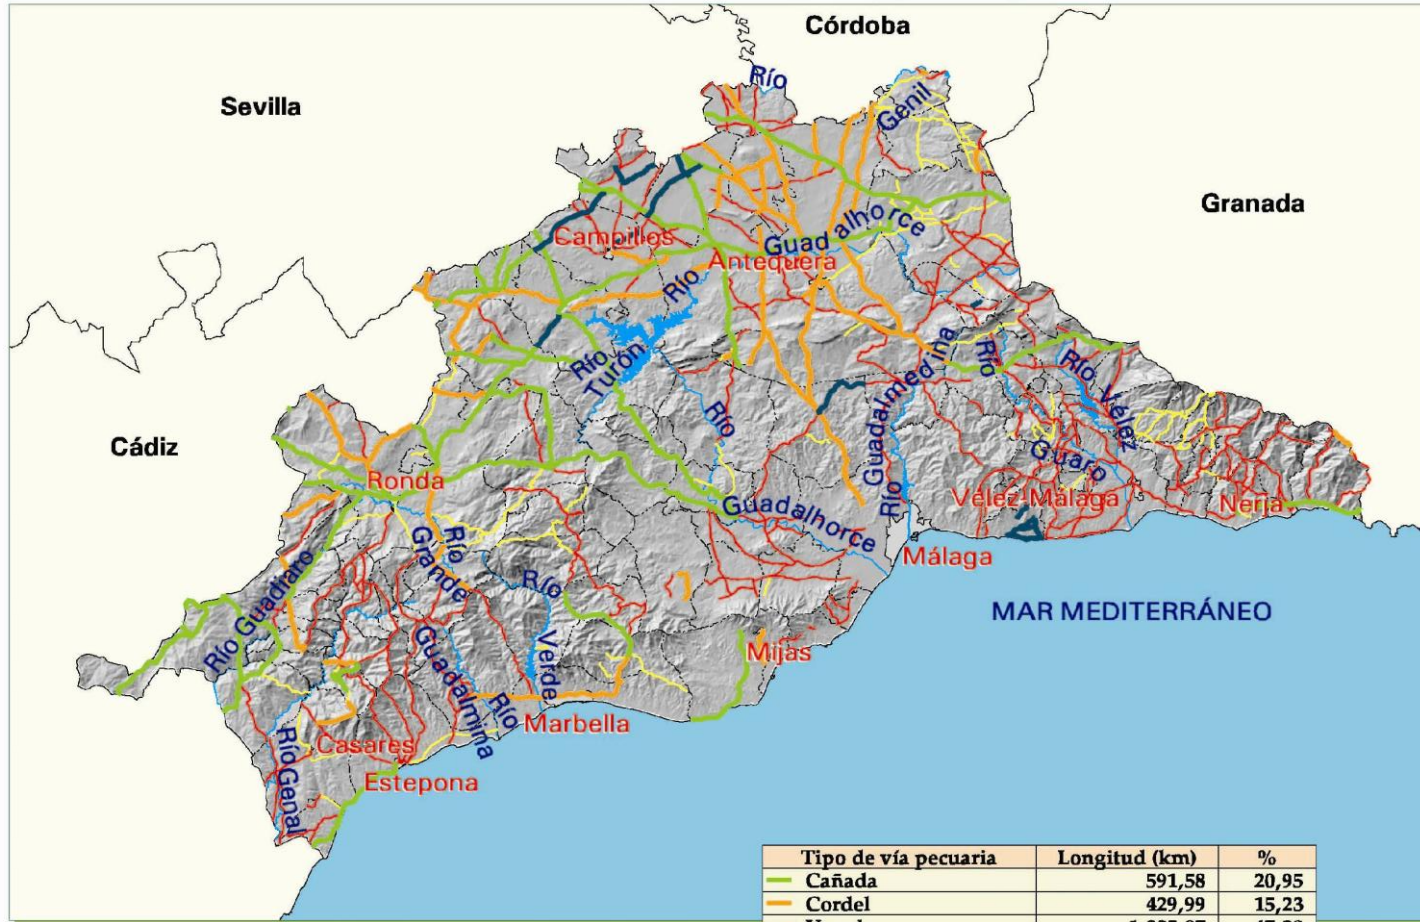 Córdoba
Sevilla
Granada
Cádiz
Río
Genil
Guadalhorce
Campillos
Antequera
Río
Río
Turón
Río
Guadalmedina
Río
Río
Río Vélez
Guaro
Vélez-Málaga
Nerja
Ronda
Guadalhorce
Málaga
Río
Grande
Río
Verde
Río Guadiaro
MAR MEDITERRÁNEO
Mijas
Guadalmina
Río
Marbella
Casares
Estepona
Río Genal
Tipo de vía pecuaria Longitud (km) %
Cañada 591,58 20,95
Cordel 429,99 15,23